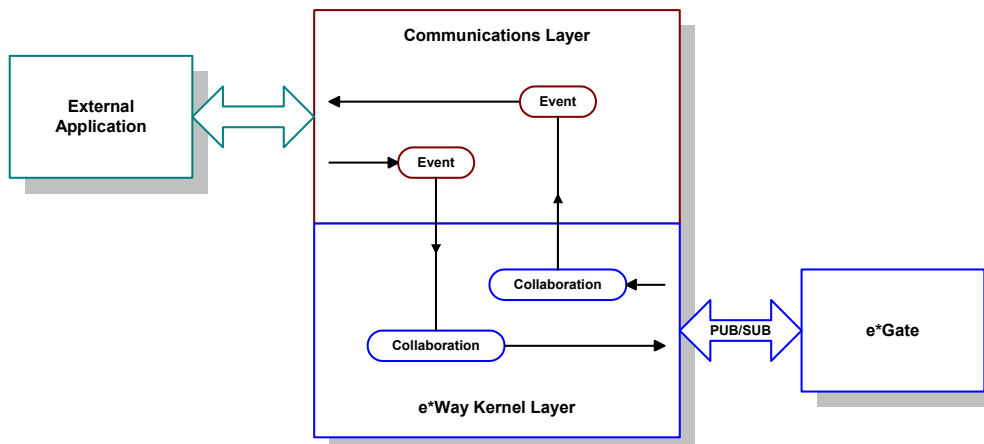 Communications Layer
External
Application
Event
Event
Collaboration
PUB/SUB
e*Gate
Collaboration
e*Way Kernel Layer